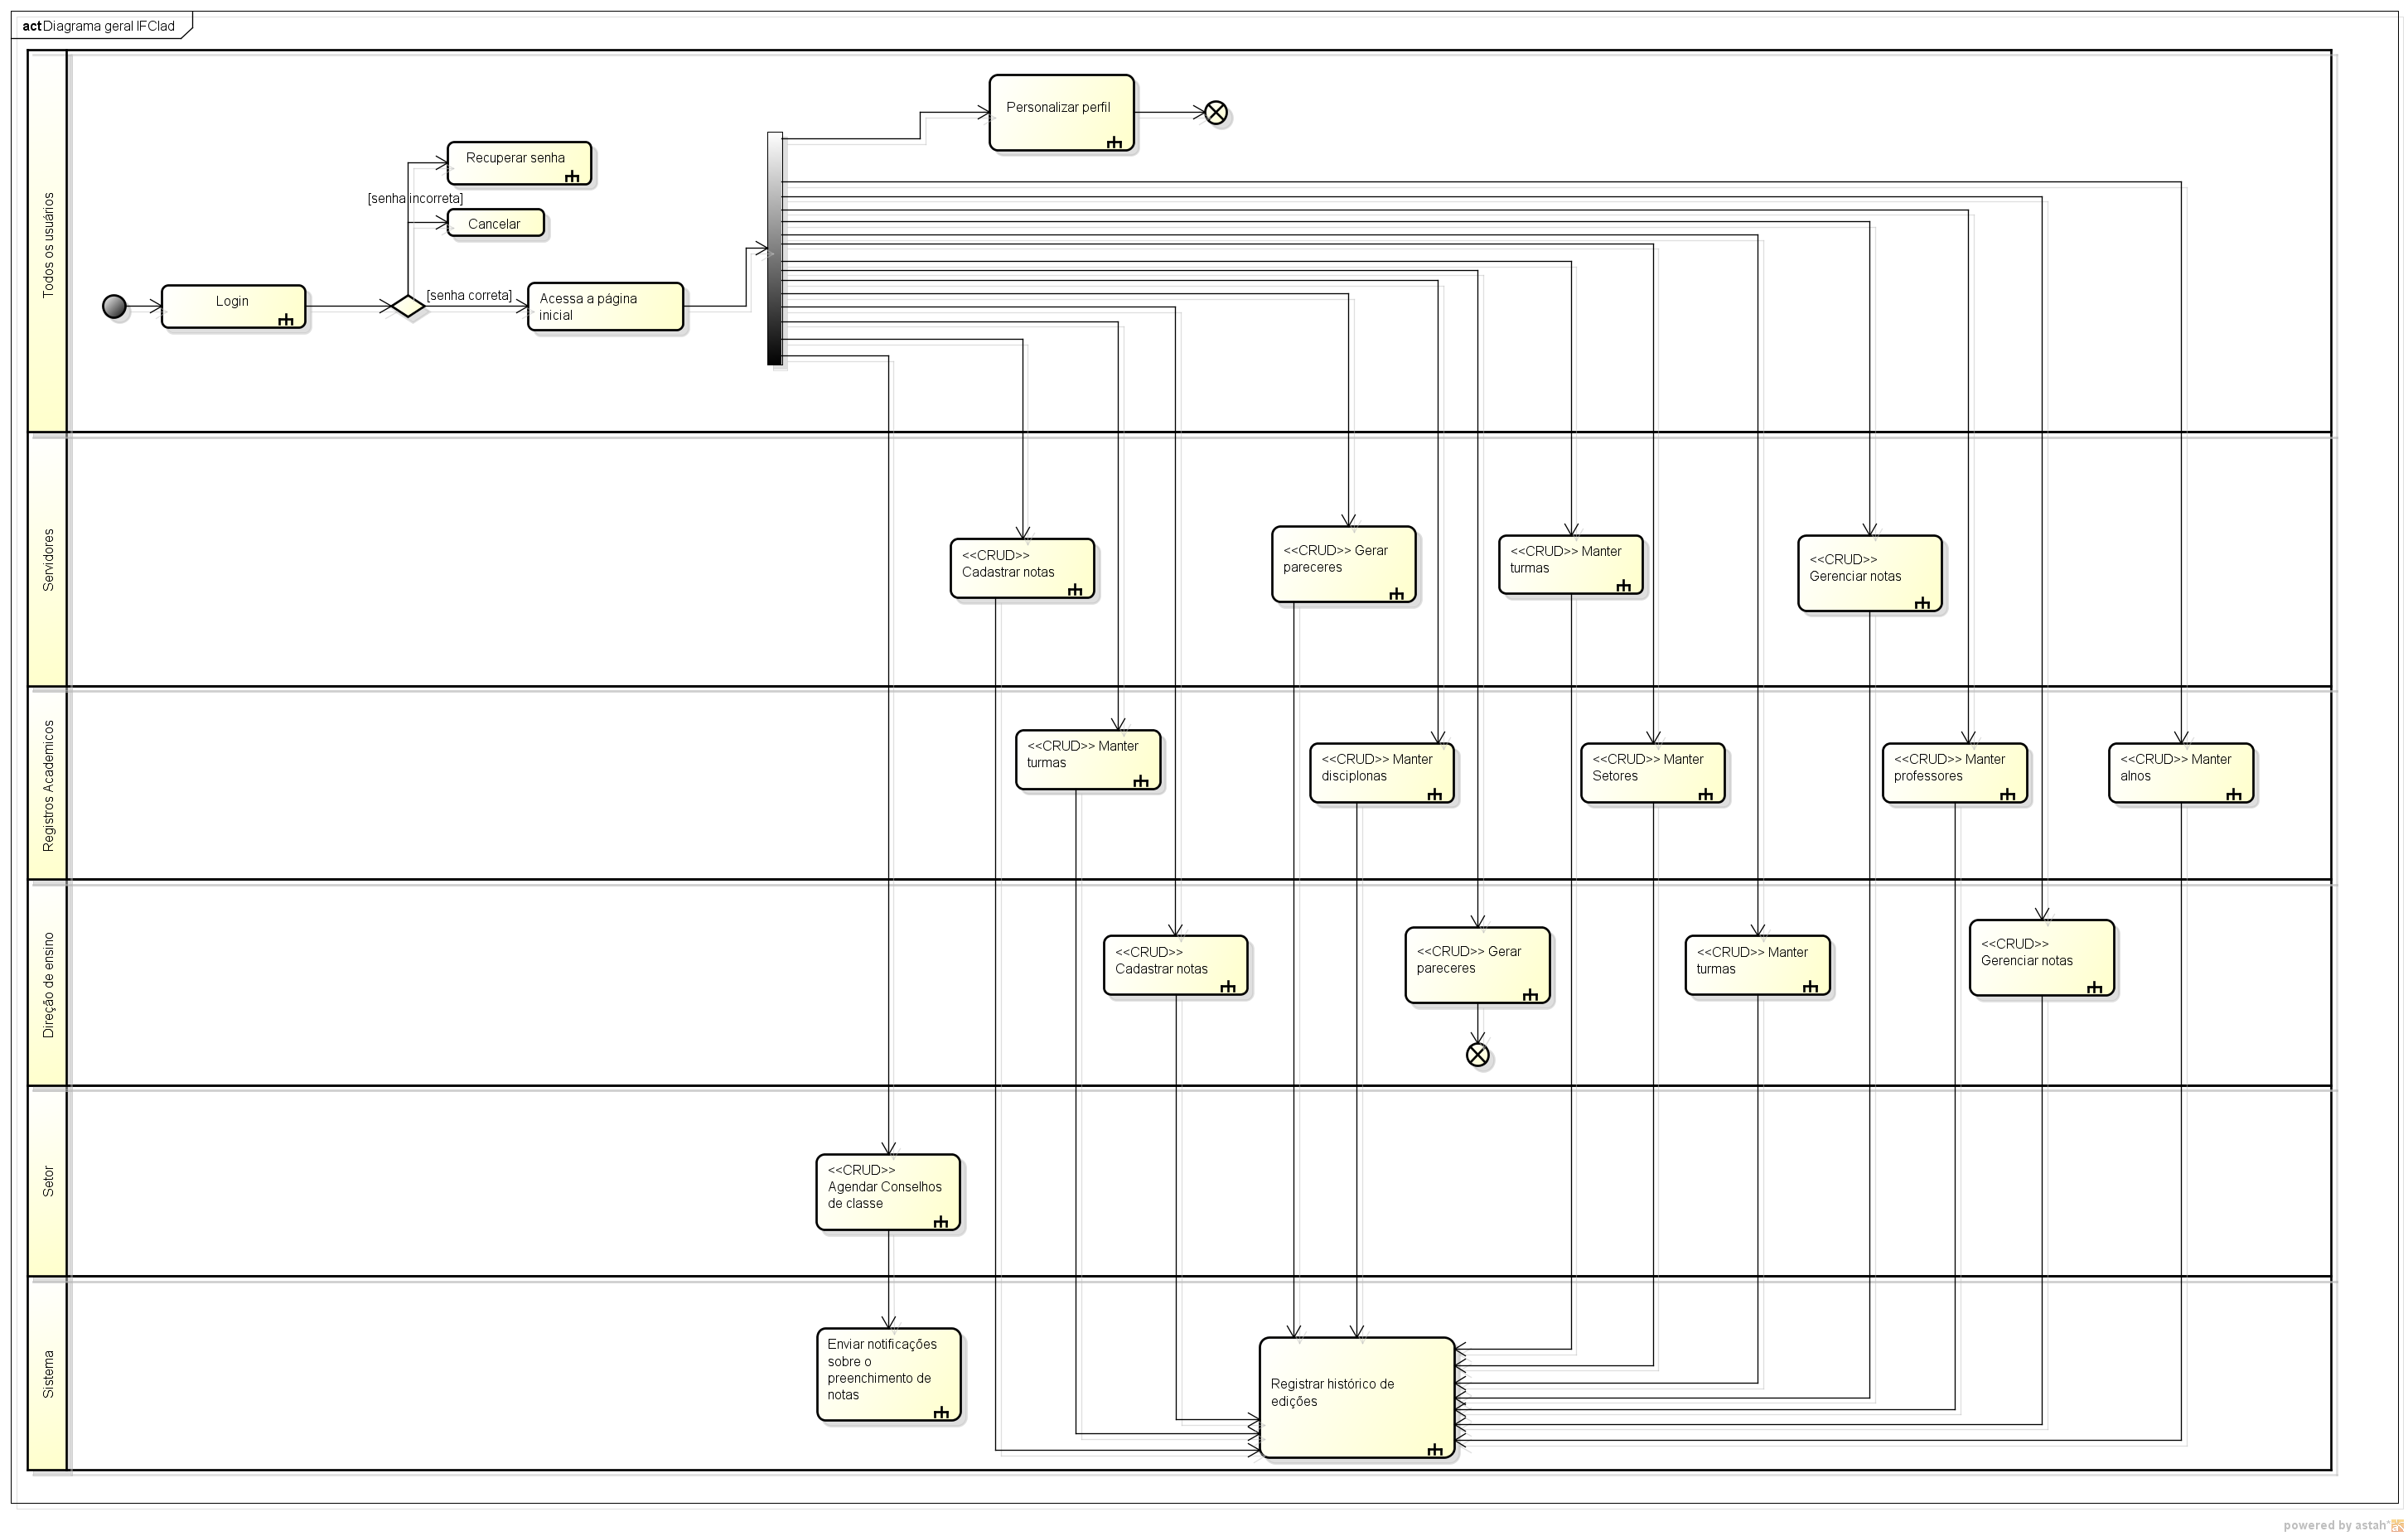 act Diagrama geral IFClad
Todos os usuários
Personalizar perfil
Recuperar senha
[senha incorreta]
Cancelar
Login
[senha correta]
Acessa a página
inicial
Servidores
<<CRUD>>
Cadastrar notas
<<CRUD>> Gerar
pareceres
<<CRUD>> Manter
turmas
<<CRUD>>
Gerenciar notas
Registros Academicos
<<CRUD>> Manter
turmas
<<CRUD>> Manter
disciplonas
<<CRUD>> Manter
Setores
<<CRUD>> Manter
professores
<<CRUD>> Manter
alnos
Direção de ensino
<<CRUD>>
Cadastrar notas
<<CRUD>> Gerar
pareceres
<<CRUD>> Manter
turmas
<<CRUD>>
Gerenciar notas
Setor
<<CRUD>>
Agendar Conselhos
de classe
Sistema
Enviar notificações
sobre o
preenchimento de
notas
Registrar histórico de
edições
powered by astah*